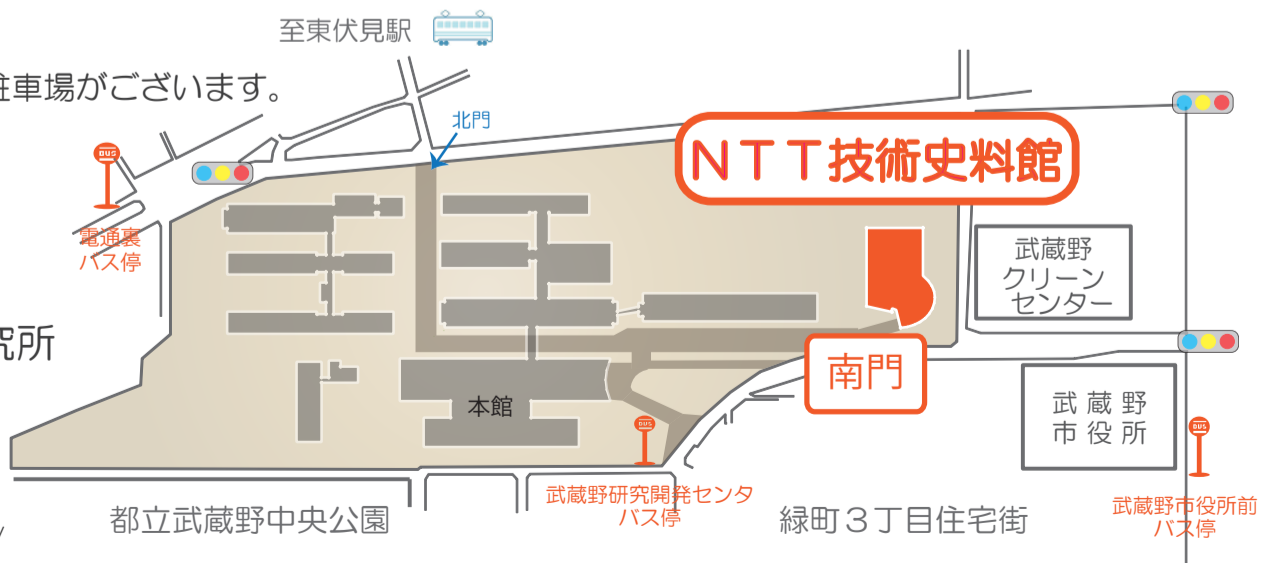 至東伏見駅
駐車場がございます。
北門
NTT技術史料館
BUS
電通裏
バス停
武蔵野
クリーン
センター
究所
南門
本館
武蔵野
市役所
BUS
BUS
武蔵野研究開発センタ
バス停
武蔵野市役所前
バス停
都立武蔵野中央公園
緑町3丁目住宅街